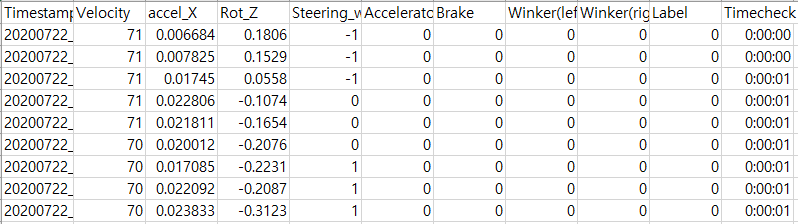 Timestamp Velocity accel_X Rot_Z Steering_w Accelerato Brake Winker(lef Winker(rig Label Timecheck
20200722_ 71 0.006684 0.1806 -1 0 0 0 0 0 0:00:00
20200722_ 71 0.007825 0.1529 -1 0 0 0 0 0 0:00:00
20200722_ 71 0.01745 0.0558 -1 0 0 0 0 0 0:00:01
20200722_ 71 0.022806 -0.1074 0 0 0 0 0 0 0:00:01
20200722_ 71 0.021811 -0.1654 0 0 0 0 0 0 0:00:01
20200722_ 70 0.020012 -0.2076 0 0 0 0 0 0 0:00:01
20200722_ 70 0.017085 -0.2231 1 0 0 0 0 0 0:00:01
20200722_ 70 0.022092 -0.2087 1 0 0 0 0 0 0:00:01
20200722_ 70 0.023833 -0.3123 1 0 0 0 0 0 0:00:01